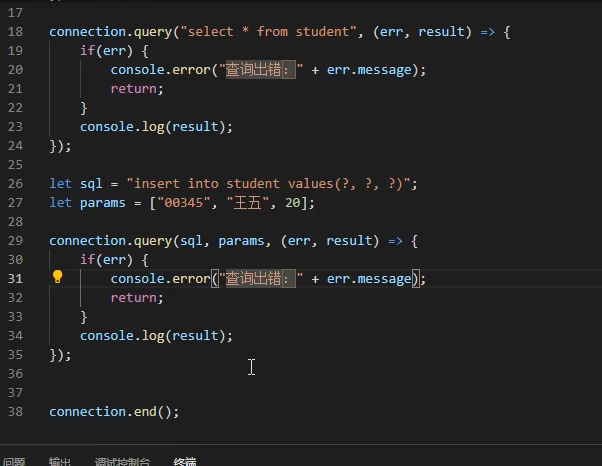 17
18 connection.query("select * from student", (err, result) => {
19 if(err) {
20 console.error("查询出错：" + err.message);
21 return;
22 }
23 console.log(result);
24 });
25
26 let sql = "insert into student values(?, ?, ?)";
27 let params = ["00345", "王五", 20];
28
29 connection.query(sql, params, (err, result) => {
30 if(err) {
31 console.error("查询出错：" + err.message);
32 return;
33 }
34 console.log(result);
35 });
36
37
38 connection.end();
问题 输出 调试控制台 终端